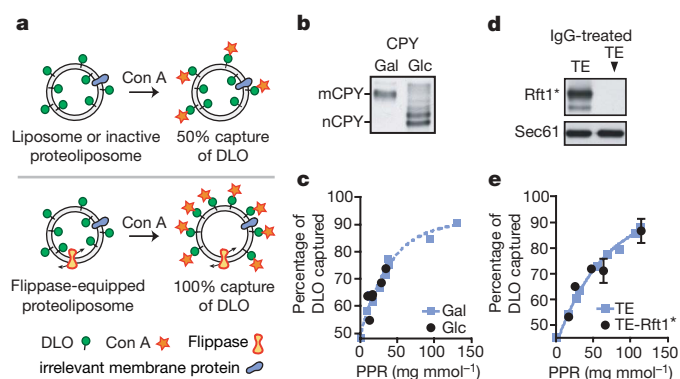 a
Con A
Liposome or inactive
proteoliposome
50% capture
of DLO
Con A
Flippase-equipped
proteoliposome
100% capture
of DLO
DLO Con A Flippase
irrelevant membrane protein
b
CPY
Gal Glc
mCPY
nCPY
c
Percentage of
DLO captured
100
90
80
70
60
50
0 50 100 150
PPR (mg mmol–1)
Gal
Glc
d
IgG-treated
TE
TE
Rft1*
Sec61
e
Percentage of
DLO captured
100
90
80
70
60
50
0 50 100 150
PPR (mg mmol–1)
TE
TE-Rft1*